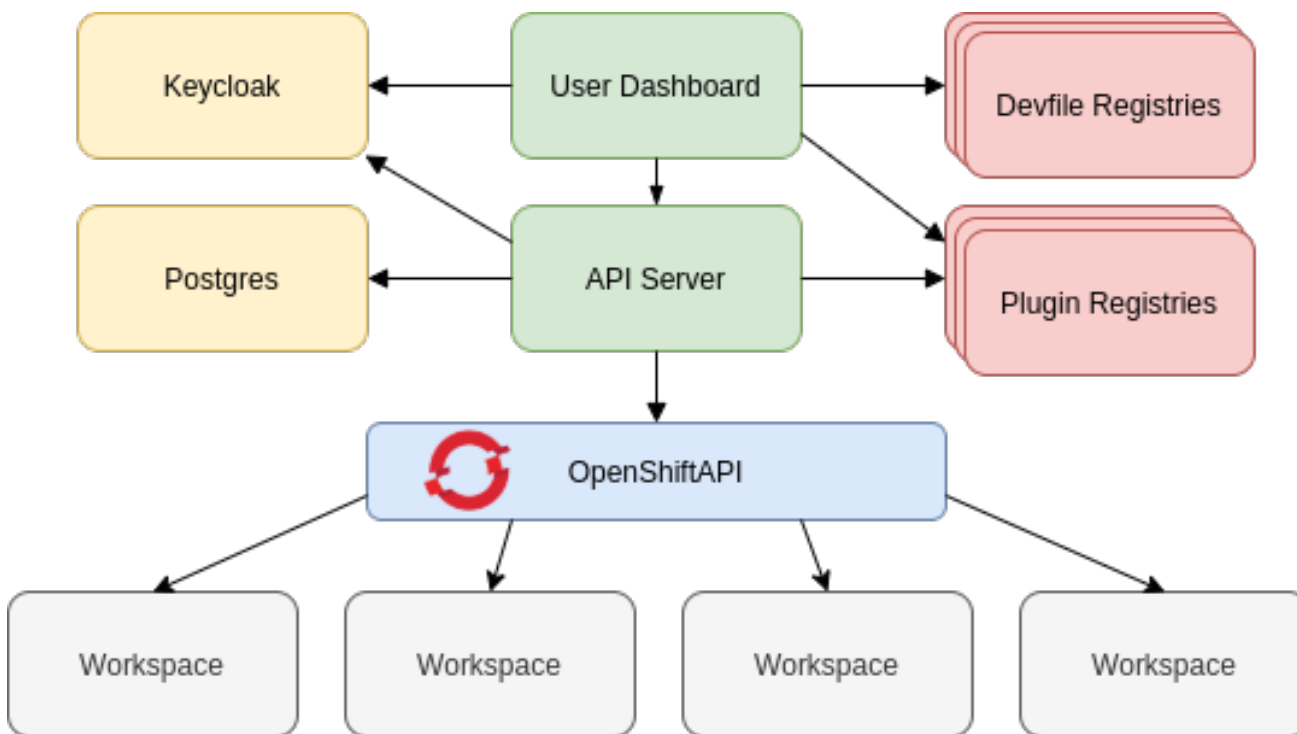 Keycloak
User Dashboard
Devfile Registries
Postgres
API Server
Plugin Registries
OpenShiftAPI
Workspace
Workspace
Workspace
Workspace